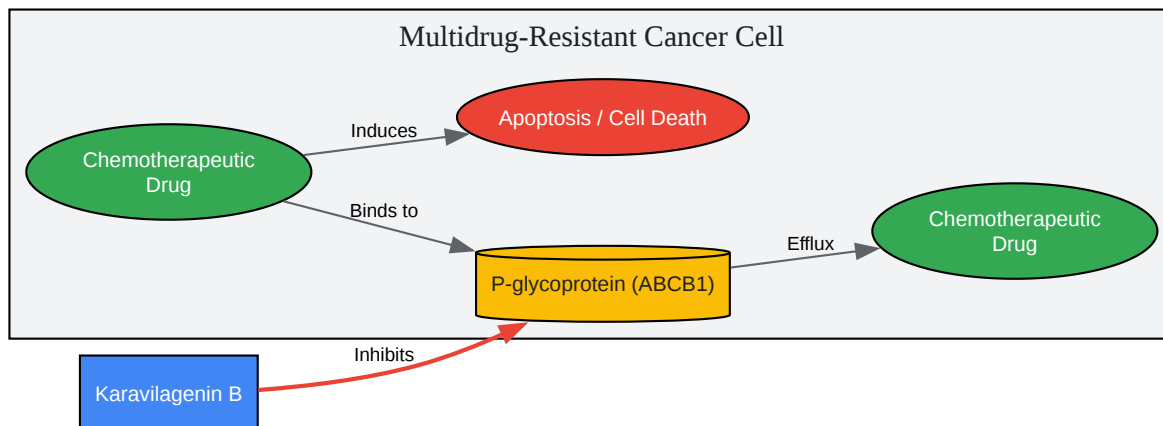 Multidrug-Resistant Cancer Cell
Apoptosis / Cell Death
Induces
Chemotherapeutic
Drug
Binds to
Chemotherapeutic
Drug
Efflux
P-glycoprotein (ABCB1)
Inhibits
Karavilagenin B